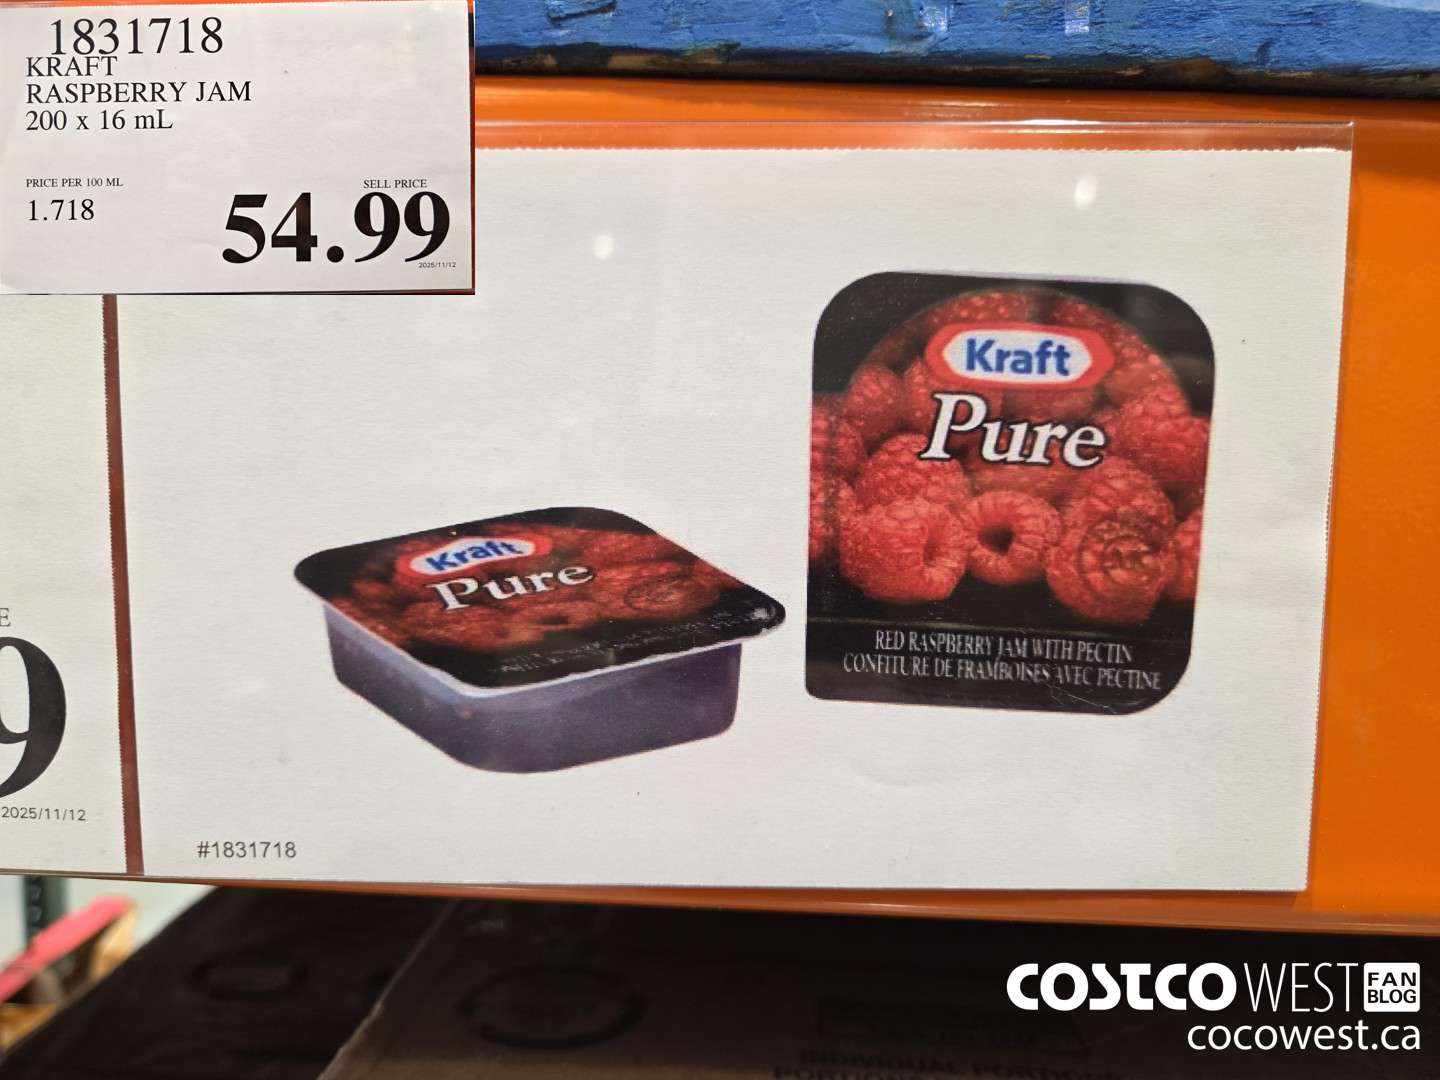 1831718
KRAFT
RASPBERRY JAM
200 x 16 mL
PRICE PER 100 ML
1.718
SELL PRICE
54.99
2025/11/12
Kraft
Pure
RED RASPBERRY JAM WITH PECTIN
CONFITURE DE FRAMBOISES AVEC PECTINE
Kraft
Pure
E
9
2025/11/12
#1831718
INDIVIDUAL PORTIONS
COSTCO WEST FAN BLOG
cocowest.ca